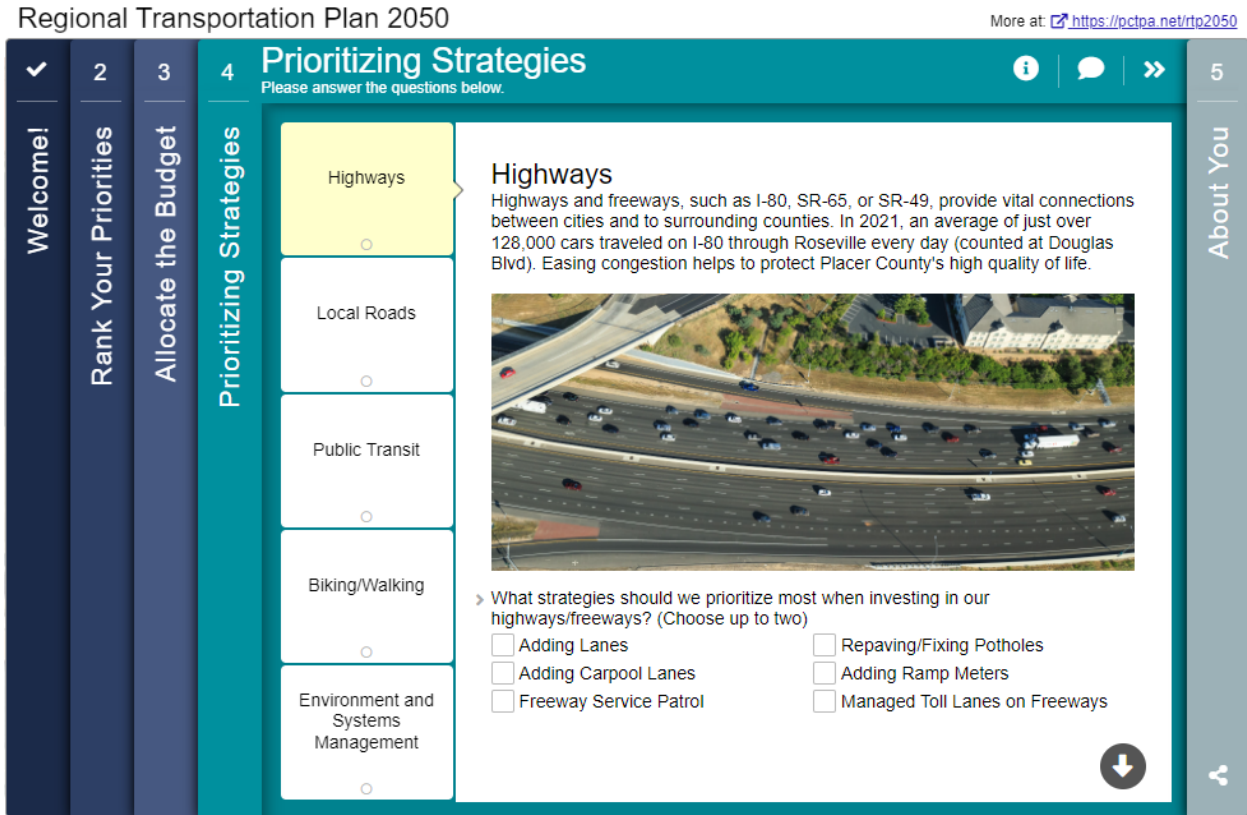 Regional Transportation Plan 2050
More at: https://pctpa.net/rtp2050
Welcome!
2
Rank Your Priorities
3
Allocate the Budget
4
Prioritizing Strategies
Prioritizing Strategies
Please answer the questions below.
5
About You
Highways
Local Roads
Public Transit
Biking/Walking
Environment and
Systems
Management
Highways
Highways and freeways, such as I-80, SR-65, or SR-49, provide vital connections
between cities and to surrounding counties. In 2021, an average of just over
128,000 cars traveled on I-80 through Roseville every day (counted at Douglas
Blvd). Easing congestion helps to protect Placer County's high quality of life.
What strategies should we prioritize most when investing in our
highways/freeways? (Choose up to two)
Adding Lanes
Repaving/Fixing Potholes
Adding Carpool Lanes
Adding Ramp Meters
Freeway Service Patrol
Managed Toll Lanes on Freeways